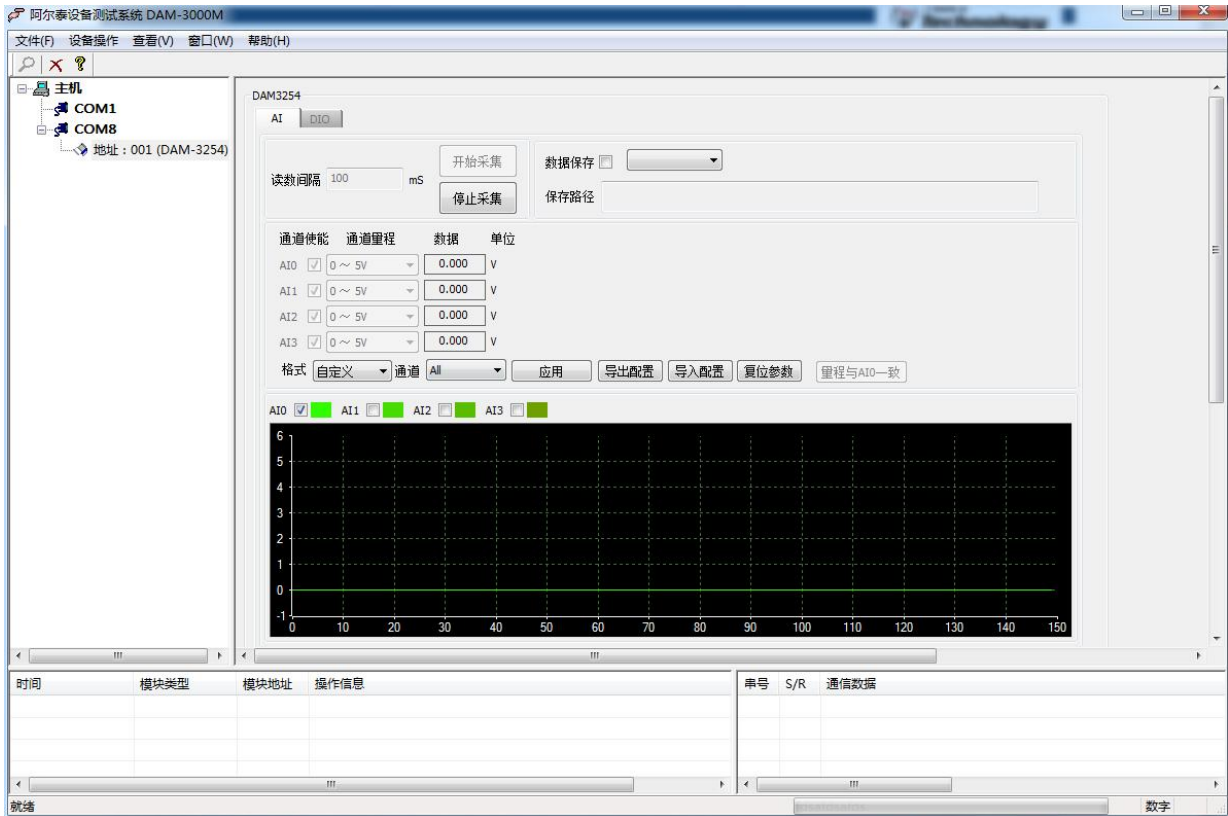 阿尔泰设备测试系统 DAM-3000M
Technology
文件(F) 设备操作 查看(V) 窗口(W) 帮助(H)
主机
COM1
COM8
地址：001 (DAM-3254)
DAM3254
AI DIO
读数间隔 100 mS
开始采集
停止采集
数据保存
保存路径
通道使能 通道量程 数据 单位
AI0 0 ～ 5V 0.000 V
AI1 0 ～ 5V 0.000 V
AI2 0 ～ 5V 0.000 V
AI3 0 ～ 5V 0.000 V
格式 自定义 通道 All 应用 导出配置 导入配置 复位参数 量程与AI0一致
AI0 AI1 AI2 AI3
6
5
4
3
2
1
0
-1
0 10 20 30 40 50 60 70 80 90 100 110 120 130 140 150
时间 模块类型 模块地址 操作信息
串号 S/R 通信数据
就绪 数字